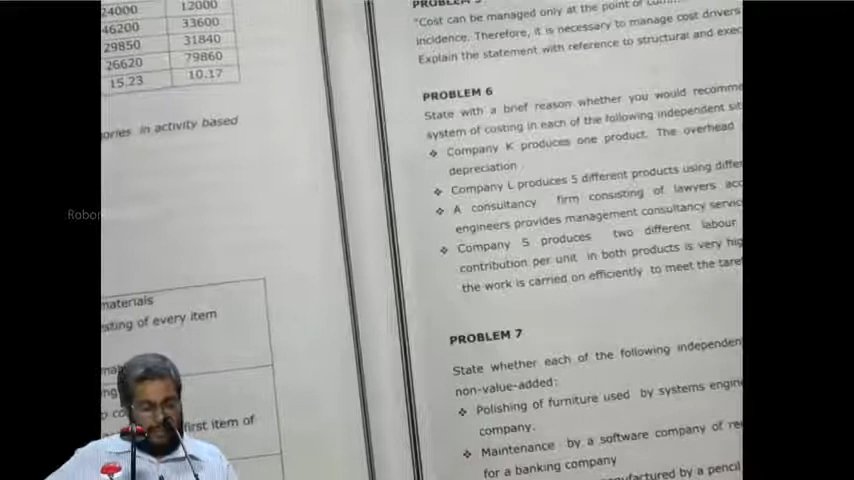 24000 12000
46200 33600
29850 31840
26620 79860
15.23 10.17
ories in activity based
materials
sting of every item
first item of
Robor
PROBLEM 5
"Cost can be managed only at the point of
incidence. Therefore, it is necessary to manage cost drivers
Explain the statement with reference to structural and exec
PROBLEM 6
State with a brief reason whether you would recomme
system of costing in each of the following independent sit
❖ Company K produces one product. The overhead
depreciation
❖ Company L produces 5 different products using differ
❖ A consultancy firm consisting of lawyers acc
engineers provides management consultancy servic
❖ Company S produces two different labour
contribution per unit in both products is very hig
the work is carried on efficiently to meet the targ
PROBLEM 7
State whether each of the following independen
non-value-added:
❖ Polishing of furniture used by systems engine
company.
❖ Maintenance by a software company of re
for a banking company
nufactured by a pencil